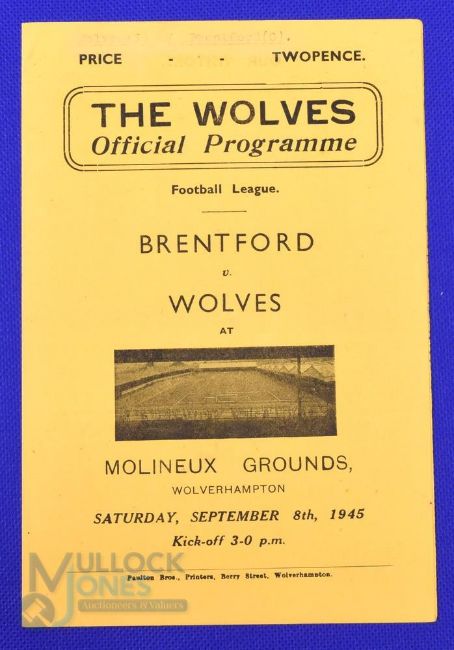 PRICE - - TWOPENCE.
THE WOLVES
Official Programme
Football League.
BRENTFORD
v.
WOLVES
AT
MOLINEUX GROUNDS,
WOLVERHAMPTON
SATURDAY, SEPTEMBER 8th, 1945
Kick-off 3-0 p.m.
Paulton Bros., Printers, Berry Street, Wolverhampton.
MULLOCK
JONES
Auctioneers & Valuers